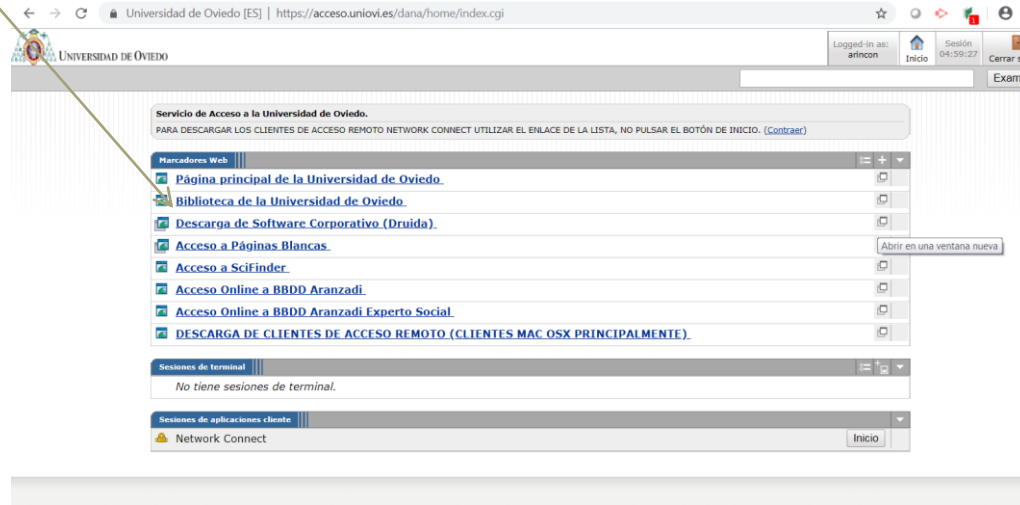 Universidad de Oviedo [ES] | https://acceso.uniovi.es/dana/home/index.cgi
1
UNIVERSIDAD DE OVIEDO
Logged-in as:
arincon
Inicio
Sesión
04:59:27
Cerrar s
Exam
Servicio de Acceso a la Universidad de Oviedo.
PARA DESCARGAR LOS CLIENTES DE ACCESO REMOTO NETWORK CONNECT UTILIZAR EL ENLACE DE LA LISTA, NO PULSAR EL BOTÓN DE INICIO. (Contraer)
Marcadores Web
Página principal de la Universidad de Oviedo
Biblioteca de la Universidad de Oviedo
Descarga de Software Corporativo (Druida)
Acceso a Páginas Blancas
Abrir en una ventana nueva
Acceso a SciFinder
Acceso Online a BBDD Aranzadi
Acceso Online a BBDD Aranzadi Experto Social
DESCARGA DE CLIENTES DE ACCESO REMOTO (CLIENTES MAC OSX PRINCIPALMENTE)
Sesiones de terminal
No tiene sesiones de terminal.
Sesiones de aplicaciones cliente
Network Connect
Inicio